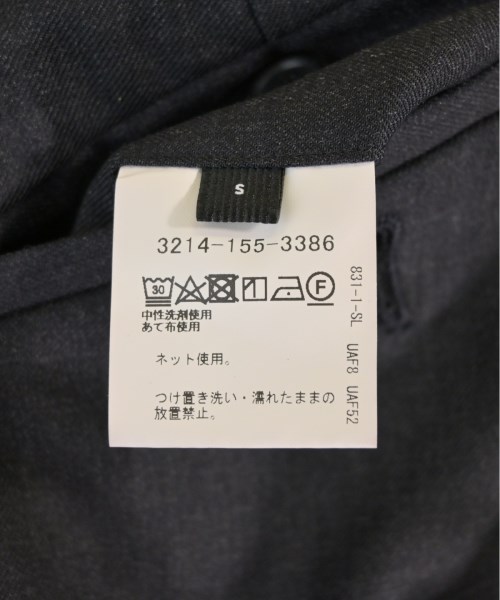 S
3214-155-3386
30 F
中性洗剤使用
あて布使用
ネット使用。
つけ置き洗い・濡れたままの
放置禁止。
831-1-SL UAF8 UAF52